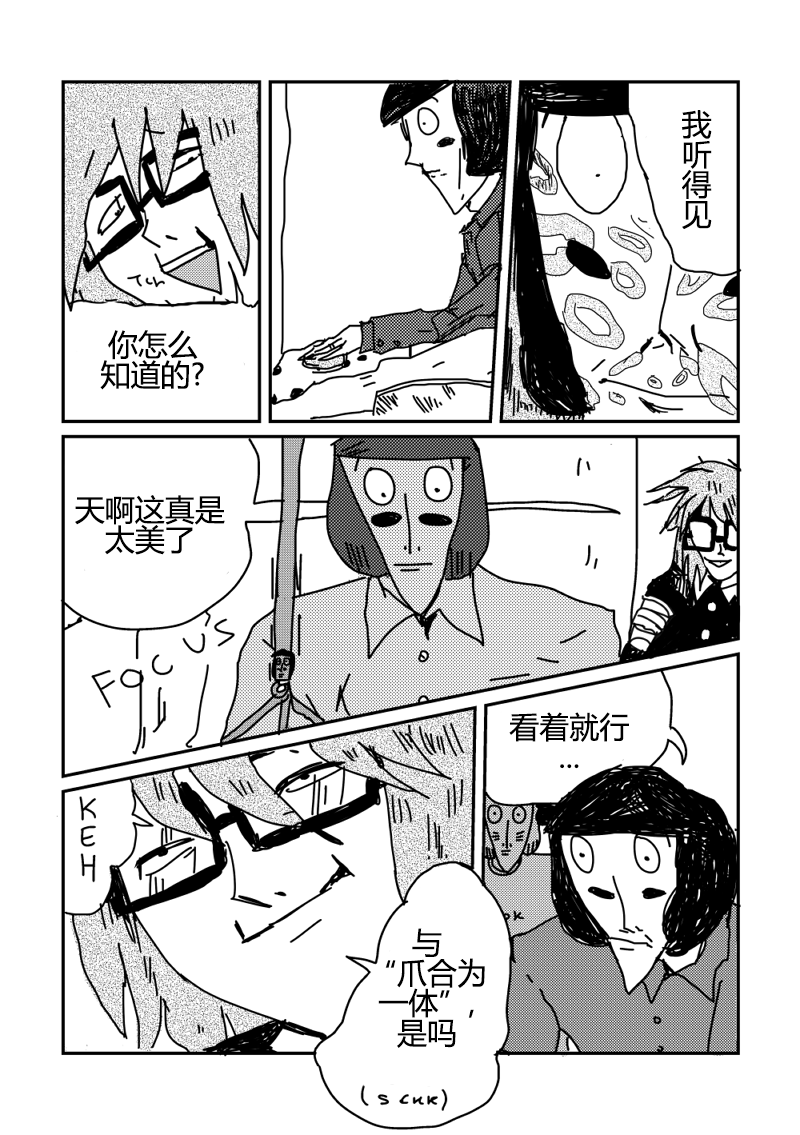 我听得见
Tch
你怎么
知道的?
天啊这真是
太美了
FOCUS
看着就行
...
KEH
与
“爪合为
一体”,
是吗
(SCHK)